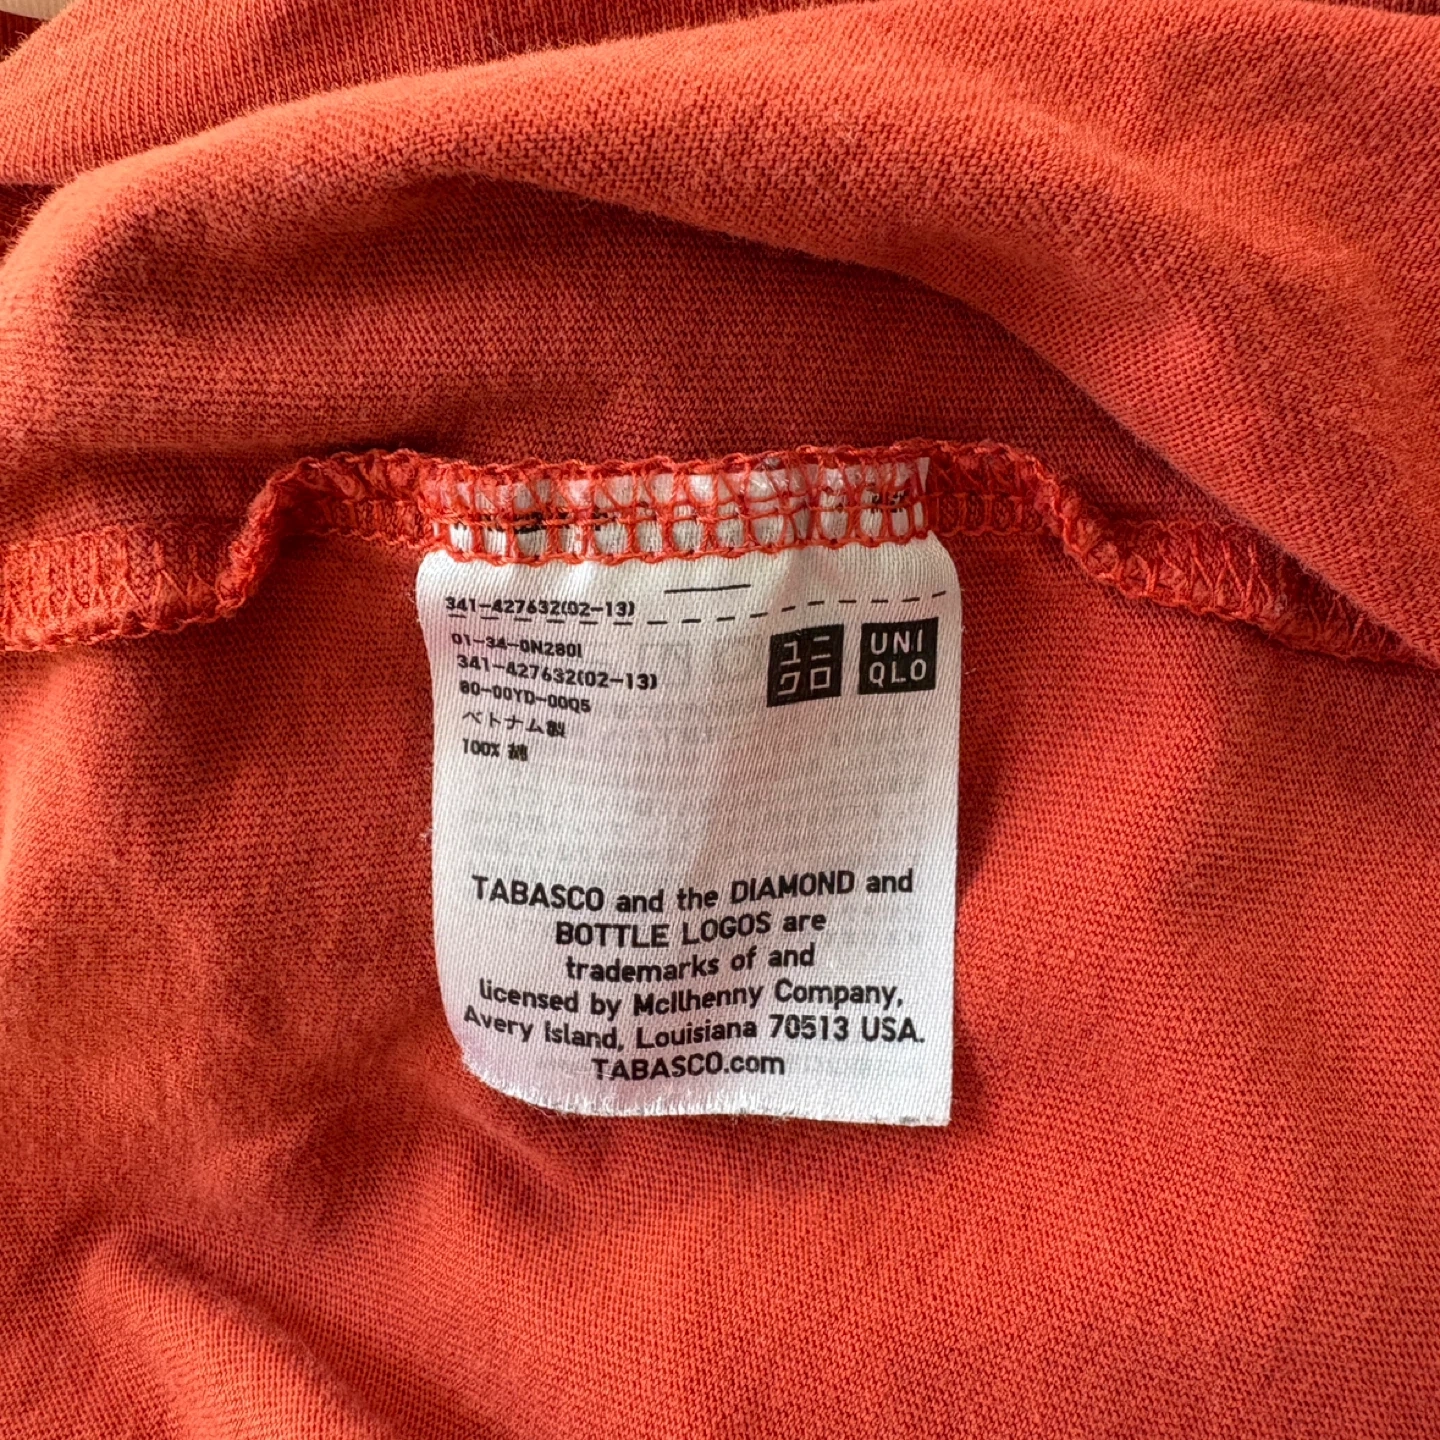 341-427632(02-13)
01-34-0N280I
341-427632(02-13)
80-00YD-00Q5
ベトナム製
100% 綿
ユニ
クロ
UNI
QLO
TABASCO and the DIAMOND and
BOTTLE LOGOS are
trademarks of and
licensed by McIlhenny Company,
Avery Island, Louisiana 70513 USA.
TABASCO.com